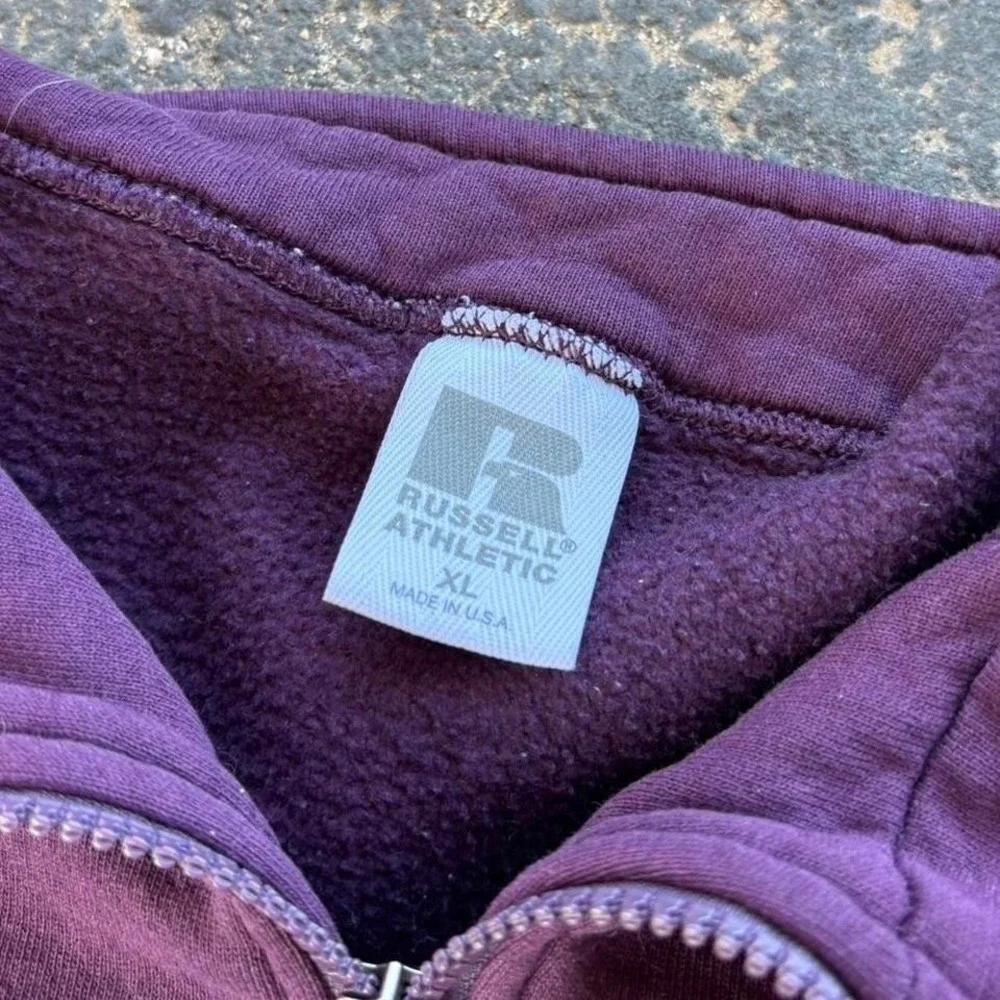 RUSSELL®
ATHLETIC
XL
MADE IN U.S.A.